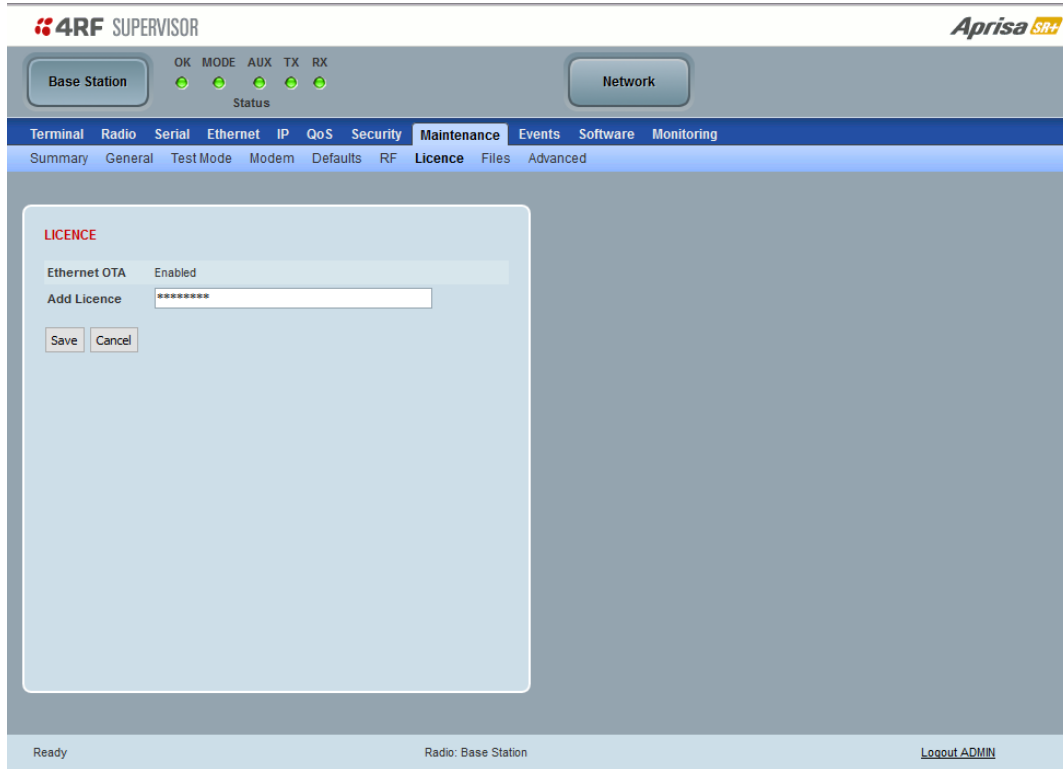 4RF SUPERVISOR
Aprisa SR+
Base Station
OK MODE AUX TX RX
Status
Network
Terminal Radio Serial Ethernet IP QoS Security Maintenance Events Software Monitoring
Summary General Test Mode Modem Defaults RF Licence Files Advanced
LICENCE
Ethernet OTA Enabled
Add Licence ********
Save Cancel
Ready Radio: Base Station Logout ADMIN